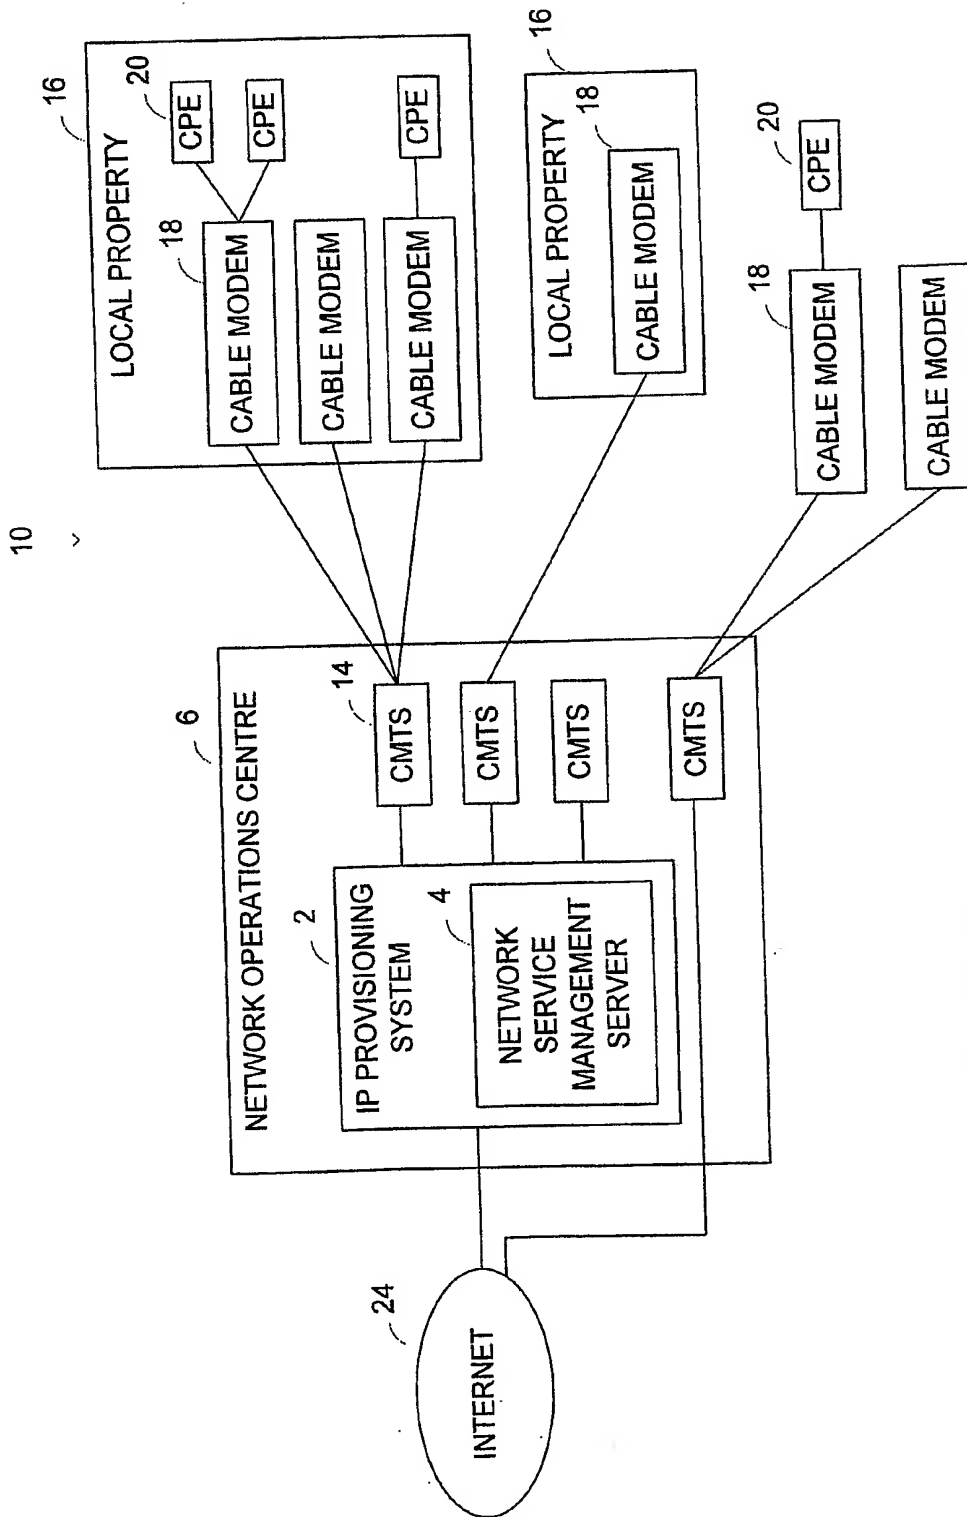 10
16
LOCAL PROPERTY
20
CPE
CPE
CPE
18
CABLE MODEM
CABLE MODEM
CABLE MODEM
16
LOCAL PROPERTY
18
CABLE MODEM
20
CPE
18
CABLE MODEM
CABLE MODEM
6
NETWORK OPERATIONS CENTRE
14
CMTS
CMTS
CMTS
CMTS
2
IP PROVISIONING
SYSTEM
4
NETWORK
SERVICE
MANAGEMENT
SERVER
24
INTERNET